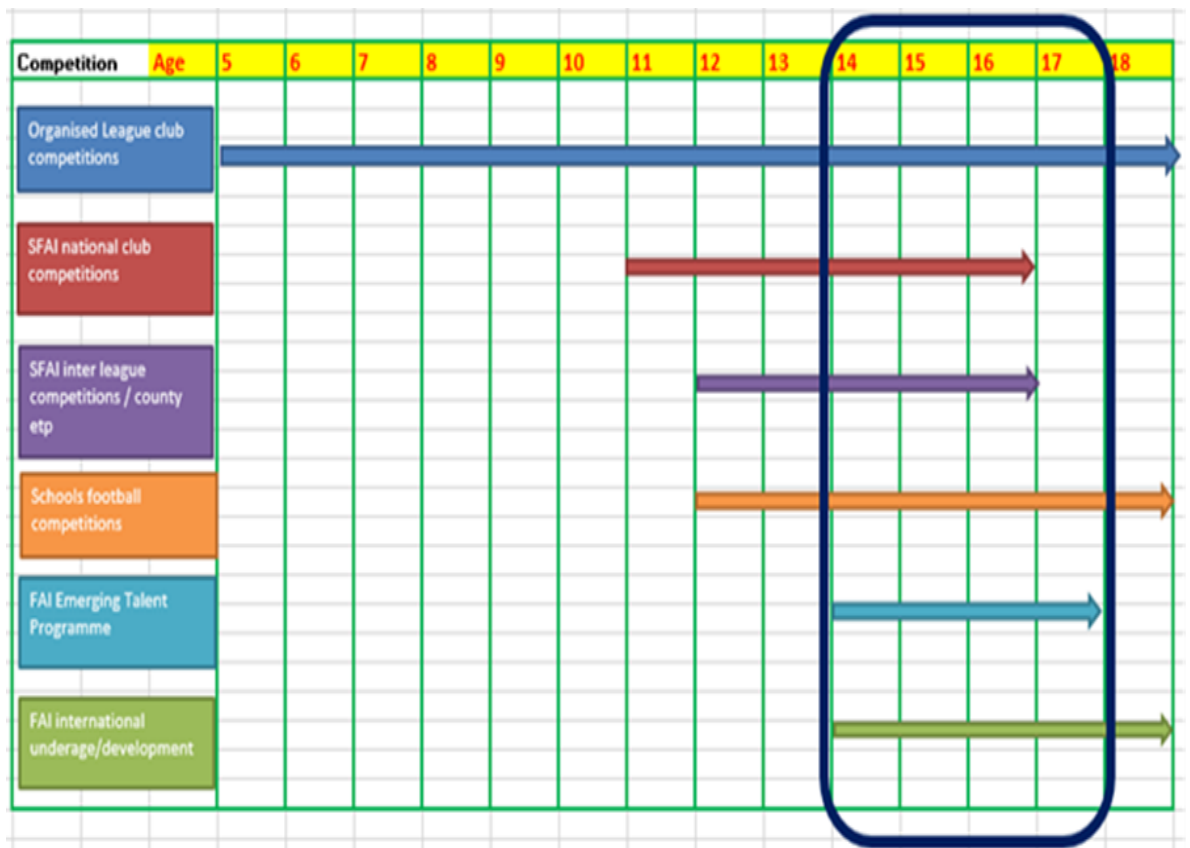 Competition Age 5 6 7 8 9 10 11 12 13 14 15 16 17 18
Organised League club
competitions
SFAI national club
competitions
SFAI inter league
competitions / county
etp
Schools football
competitions
FAI Emerging Talent
Programme
FAI international
underage/development